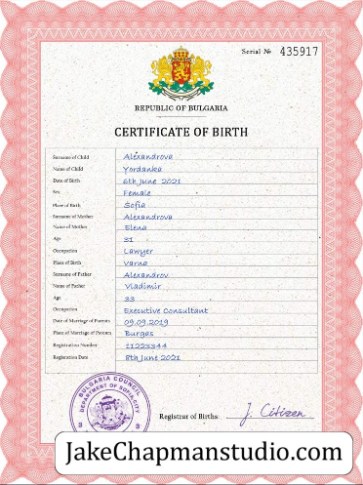 Serial № 435917
REPUBLIC OF BULGARIA
CERTIFICATE OF BIRTH
Surname of Child Alexandrova
Name of Child Yordanka
Date of Birth 6th June 2021
Sex Female
Place of Birth Sofia
Surname of Mother Alexandrova
Name of Mother Elena
Age 31
Occupation Lawyer
Place of Birth Varna
Surname of Father Alexandrov
Name of Father Vladimir
Age 33
Occupation Executive Consultant
Date of Marriage of Parents 09.09.2019
Place of Marriage of Parents Burgas
Registration Number 11223344
Registration Date 8th June 2021
BULGARIA COUNCIL
DEPARTMENT OF SOFIA CITY
Registrar of Births: J. Citizen
JakeChapmanstudio.com